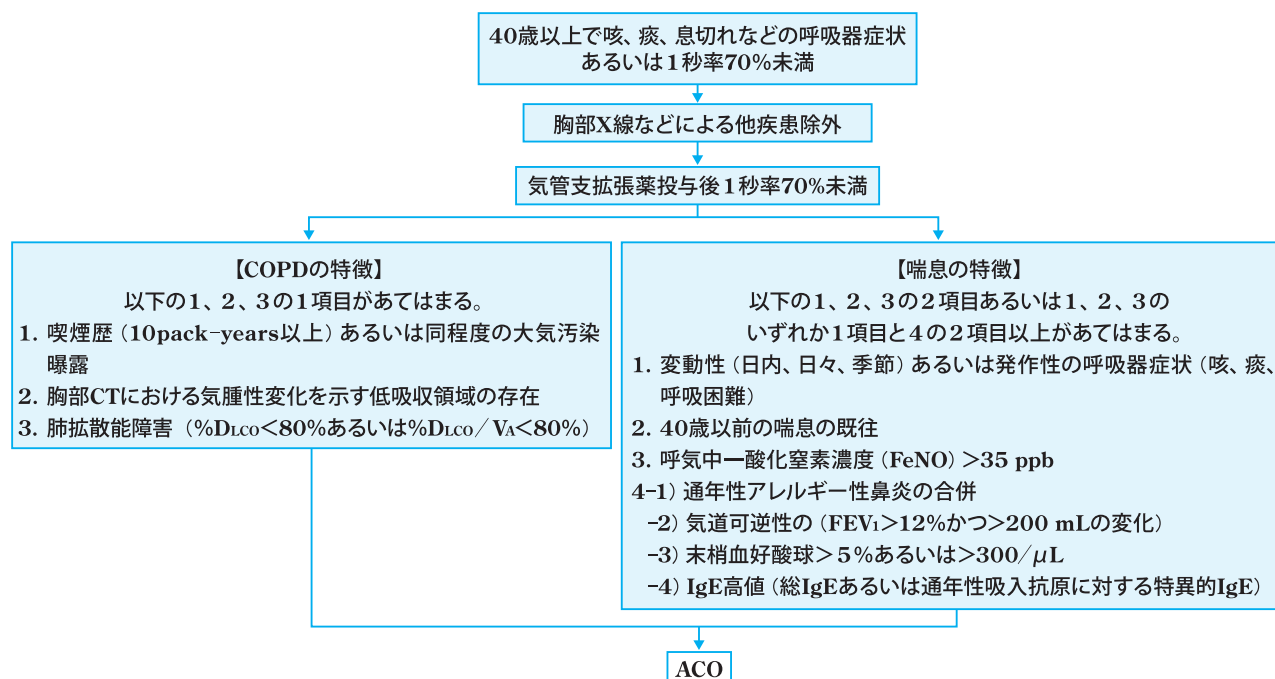 40歳以上で咳、痰、息切れなどの呼吸器症状
あるいは1秒率70%未満
胸部X線などによる他疾患除外
気管支拡張薬投与後1秒率70%未満
【COPDの特徴】
以下の1、2、3の1項目があてはまる。
1. 喫煙歴（10pack-years以上）あるいは同程度の大気汚染
曝露
2. 胸部CTにおける気腫性変化を示す低吸収領域の存在
3. 肺拡散能障害（%DLCO<80%あるいは%DLCO/VA<80%）
【喘息の特徴】
以下の1、2、3の2項目あるいは1、2、3の
いずれか1項目と4の2項目以上があてはまる。
1. 変動性（日内、日々、季節）あるいは発作性の呼吸器症状（咳、痰、
呼吸困難）
2. 40歳以前の喘息の既往
3. 呼気中一酸化窒素濃度（FeNO）>35 ppb
4-1）通年性アレルギー性鼻炎の合併
-2）気道可逆性の（FEV1>12%かつ>200 mLの変化）
-3）末梢血好酸球>5%あるいは>300/μL
-4）IgE高値（総IgEあるいは通年性吸入抗原に対する特異的IgE）
ACO